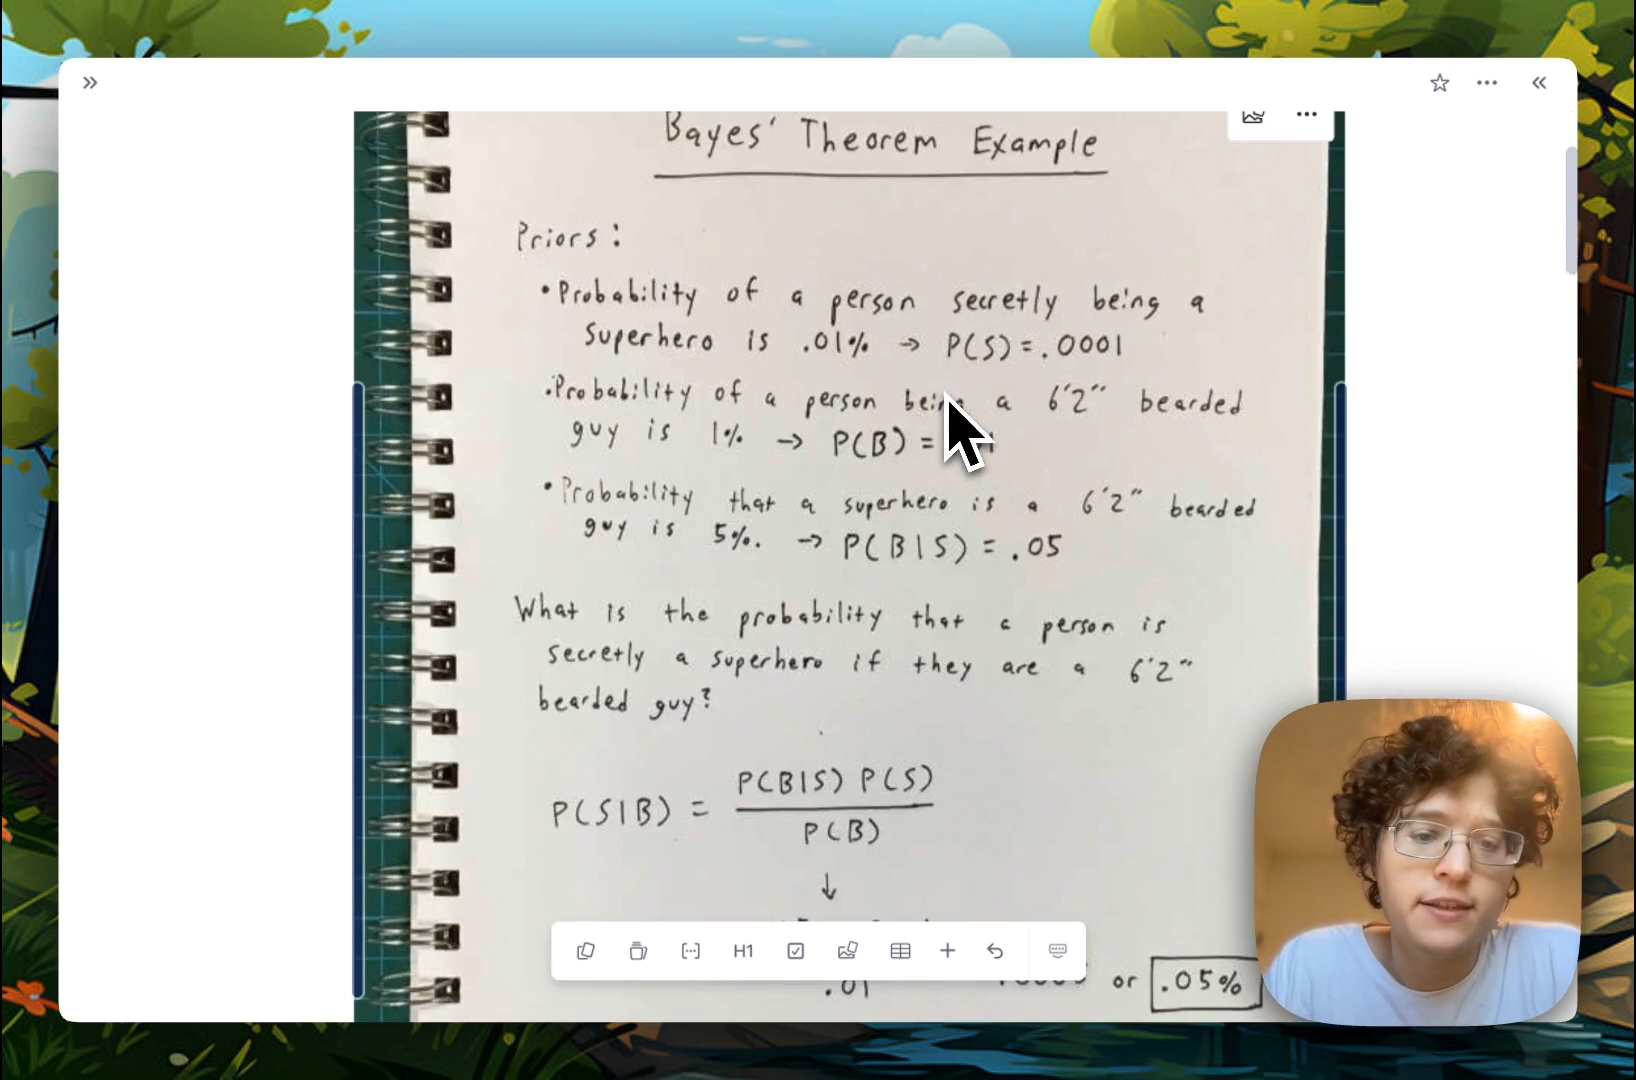 Bayes' Theorem Example
Priors:
• Probability of a person secretly being a
superhero is .01% → P(S) = .0001
• Probability of a person being a 6'2" bearded
guy is 1% → P(B) =
• Probability that a superhero is a 6'2" bearded
guy is 5%. → P(B|S) = .05
What is the probability that a person is
secretly a superhero if they are a 6'2"
bearded guy?
P(B|S) P(S)
P(S|B) =
P(B)
↓
H1
.01
or .05%